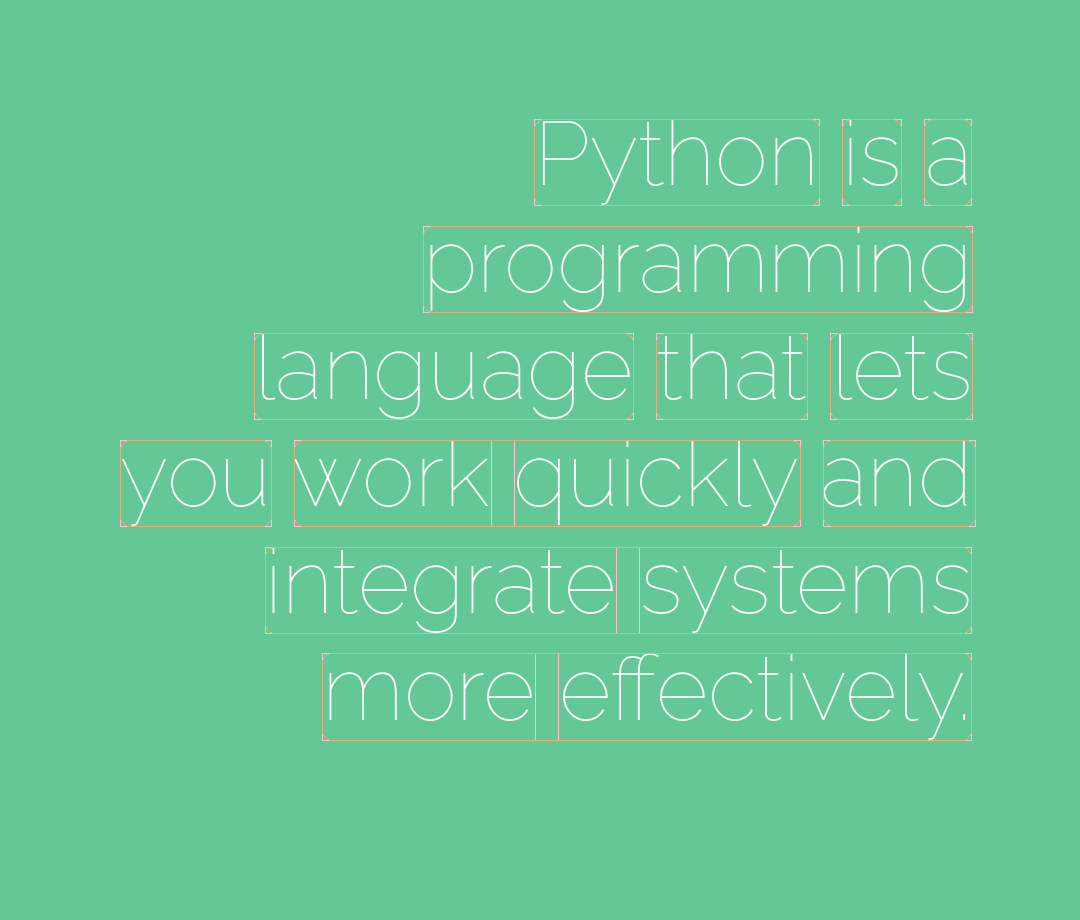 Python is a
programming
language that lets
you work quickly and
integrate systems
more effectively.